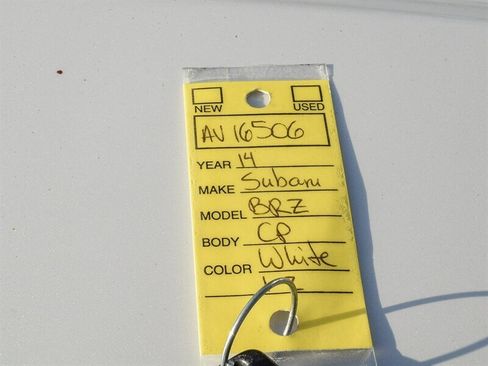 NEW USED
AV 16506
YEAR 14
MAKE Subaru
MODEL BRZ
BODY CP
COLOR White